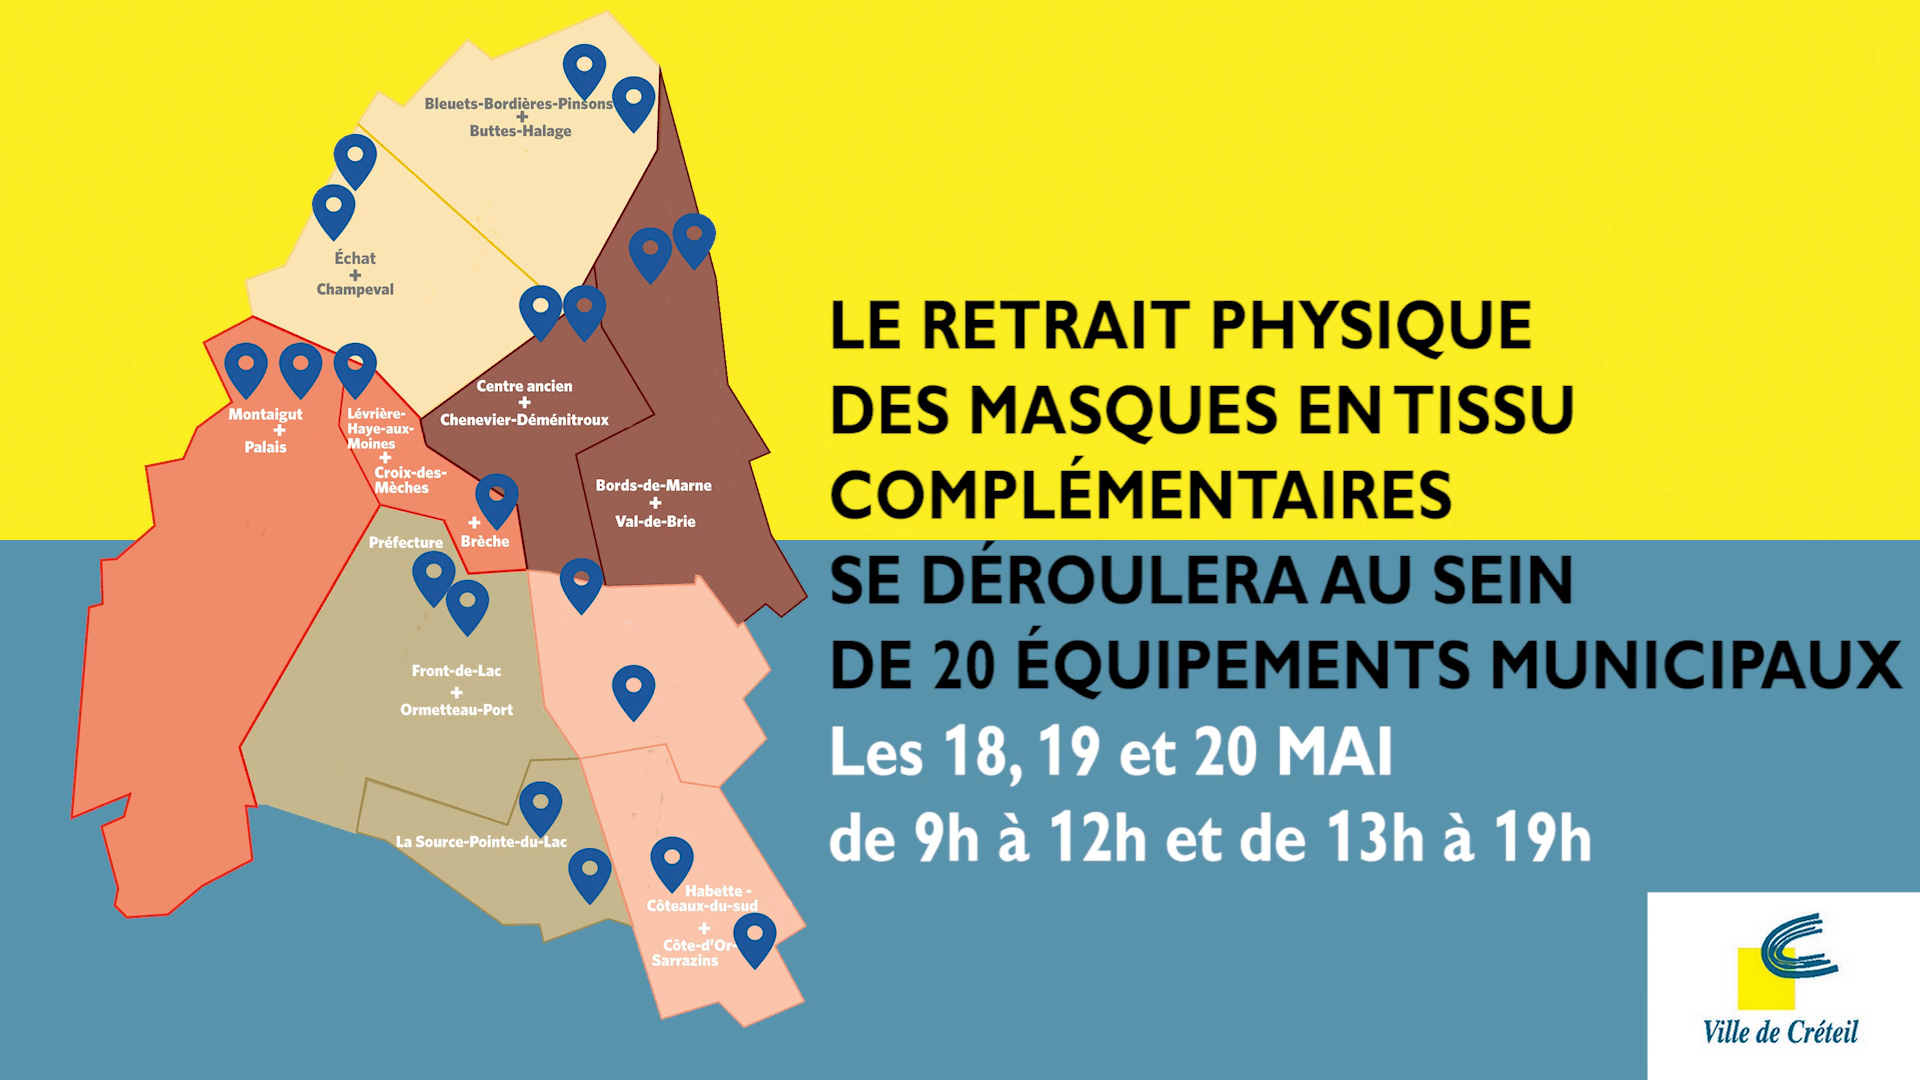 Bleuets-Bordières-Pinsons
+
Buttes-Halage
Échat
+
Champeval
Montaigut
+
Palais
Lévrière-
Haye-aux-
Moines
+
Croix-des-
Mèches
+
Brèche
Centre ancien
+
Chenevier-Déménitroux
Bords-de-Marne
+
Val-de-Brie
Préfecture
Front-de-Lac
+
Ormetteau-Port
La Source-Pointe-du-Lac
Habette -
Côteaux-du-sud
+
Côte-d'Or-
Sarrazins
LE RETRAIT PHYSIQUE
DES MASQUES EN TISSU
COMPLÉMENTAIRES
SE DÉROULERA AU SEIN
DE 20 ÉQUIPEMENTS MUNICIPAUX
Les 18, 19 et 20 MAI
de 9h à 12h et de 13h à 19h
Ville de Créteil